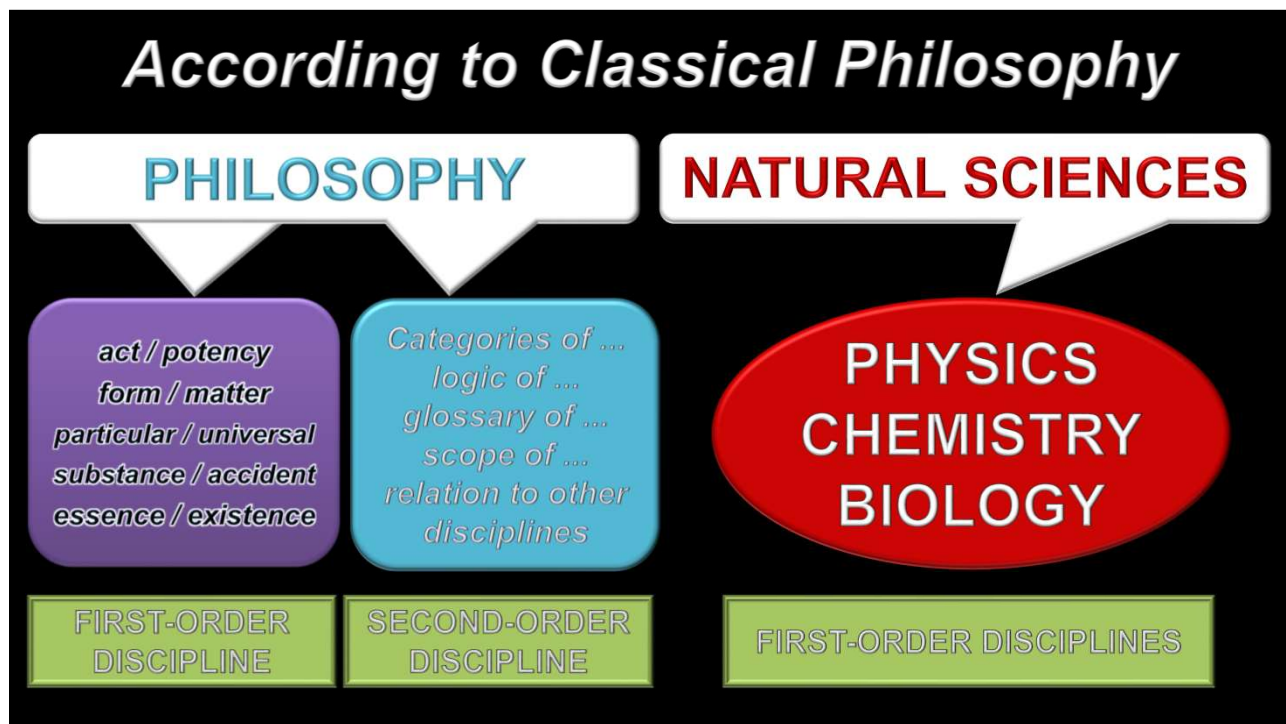 According to Classical Philosophy
PHILOSOPHY
act / potency
form / matter
particular / universal
substance / accident
essence / existence
FIRST-ORDER
DISCIPLINE
Categories of ...
logic of ...
glossary of ...
scope of ...
relation to other
disciplines
SECOND-ORDER
DISCIPLINE
NATURAL SCIENCES
PHYSICS
CHEMISTRY
BIOLOGY
FIRST-ORDER DISCIPLINES